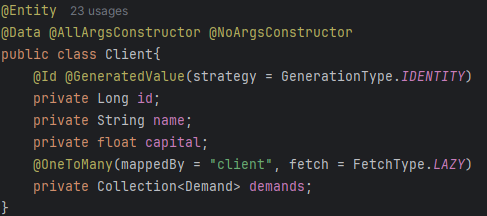 @Entity 23 usages
@Data @AllArgsConstructor @NoArgsConstructor
public class Client{
    @Id @GeneratedValue(strategy = GenerationType.IDENTITY)
    private Long id;
    private String name;
    private float capital;
    @OneToMany(mappedBy = "client", fetch = FetchType.LAZY)
    private Collection<Demand> demands;
}